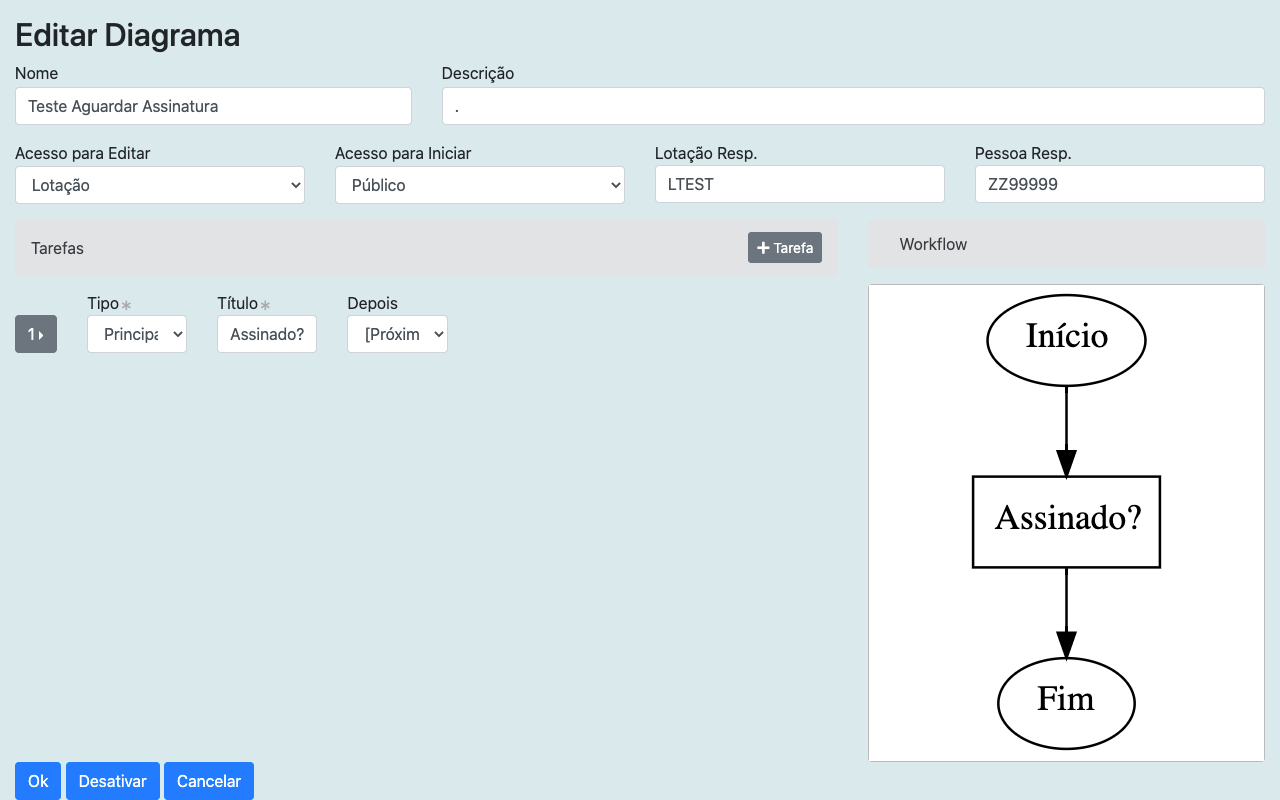 Editar Diagrama
Nome
Descrição
Teste Aguardar Assinatura
.
Acesso para Editar
Acesso para Iniciar
Lotação Resp.
Pessoa Resp.
Lotação
Público
LTEST
ZZ99999
Tarefas
+ Tarefa
Workflow
Tipo*
Título*
Depois
1
Principa
Assinado?
[Próxim
Início
Assinado?
Fim
Ok
Desativar
Cancelar